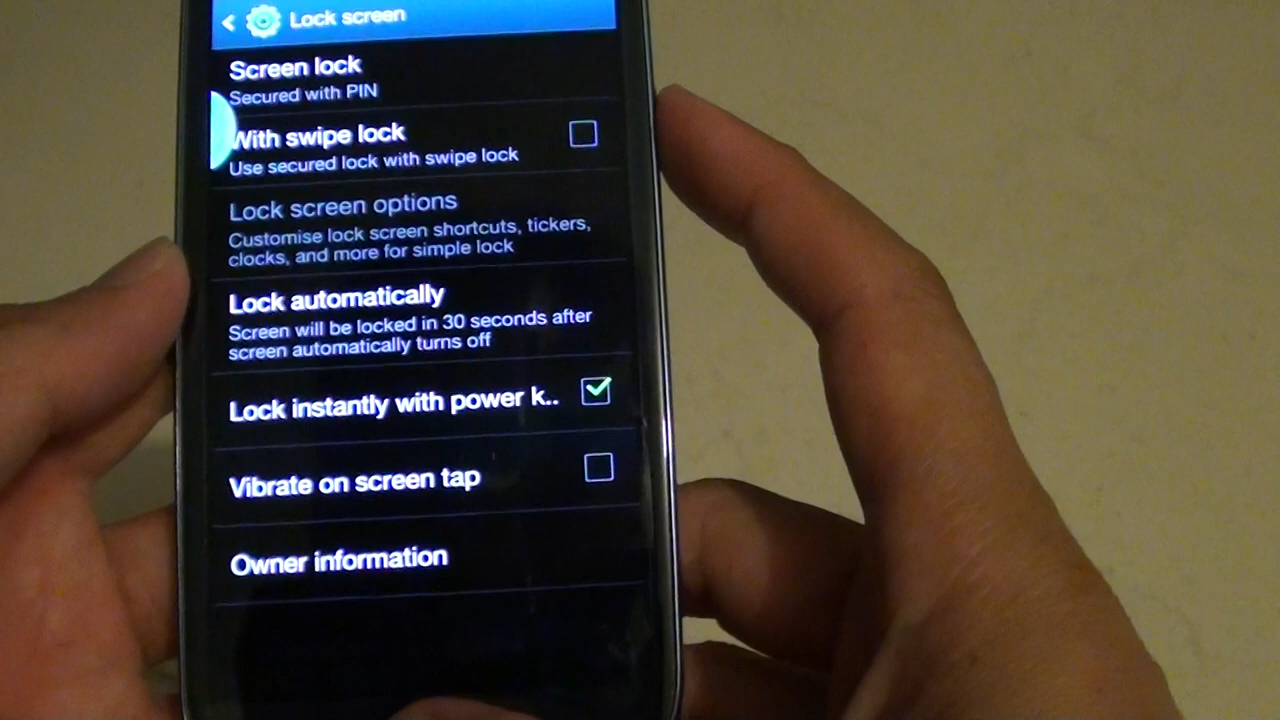 Lock screen
Screen lock
Secured with PIN
With swipe lock
Use secured lock with swipe lock
Lock screen options
Customise lock screen shortcuts, tickers,
clocks, and more for simple lock
Lock automatically
Screen will be locked in 30 seconds after
screen automatically turns off
Lock instantly with power k..
Vibrate on screen tap
Owner information